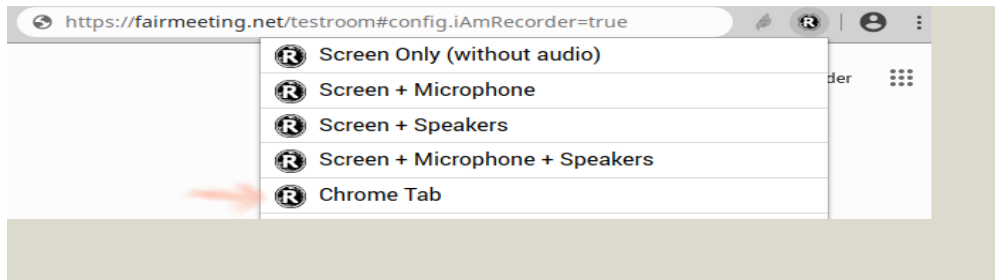 https://fairmeeting.net/testroom#config.iAmRecorder=true
R
R Screen Only (without audio)
der
R Screen + Microphone
R Screen + Speakers
R Screen + Microphone + Speakers
R Chrome Tab